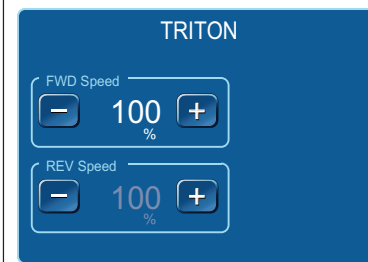 TRITON
FWD Speed
− 100 +
%
REV Speed
− 100 +
%